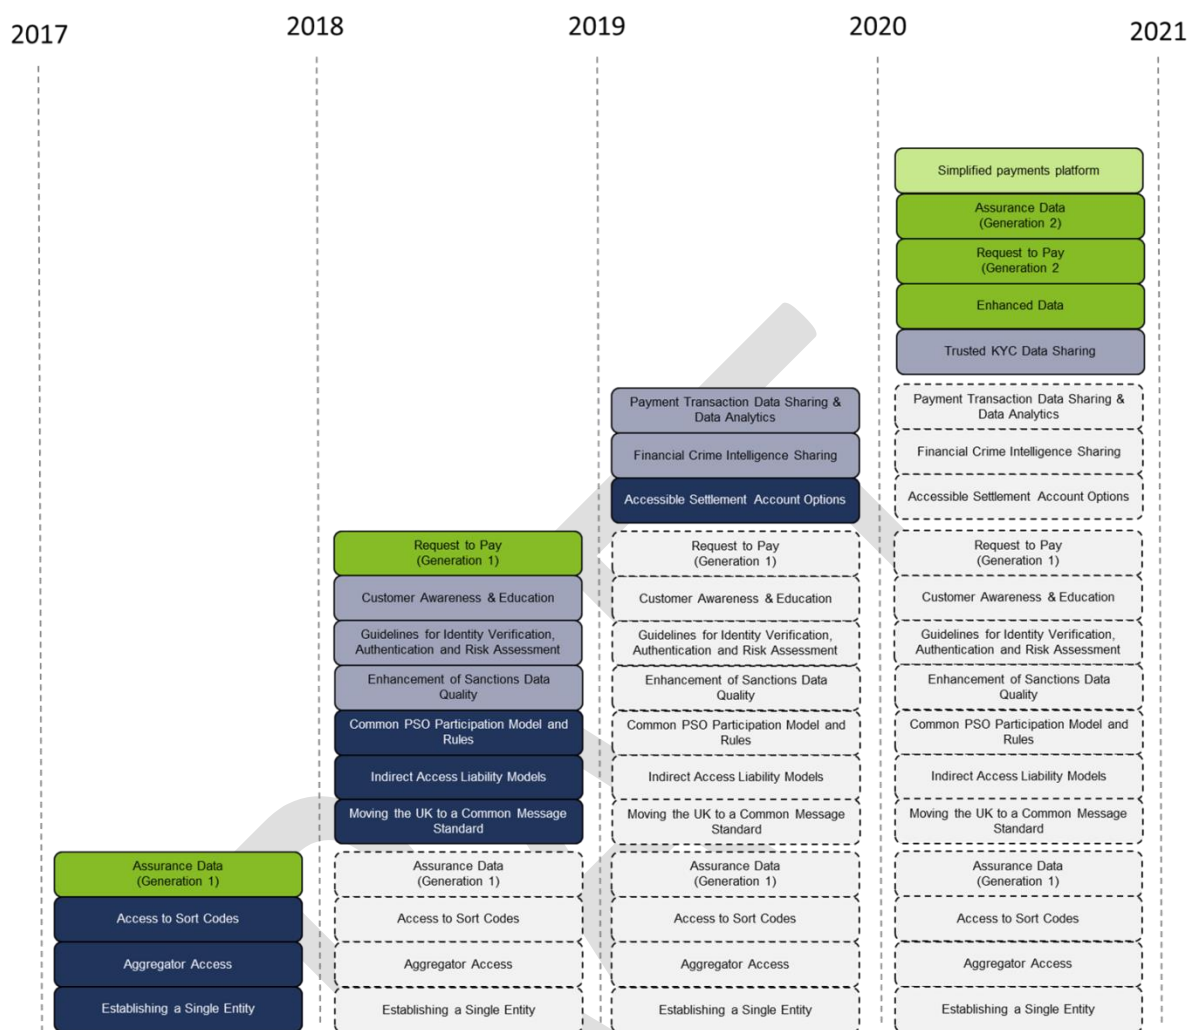 2017
2018
2019
2020
2021
Simplified payments platform
Assurance Data
(Generation 2)
Request to Pay
(Generation 2
Enhanced Data
Trusted KYC Data Sharing
Payment Transaction Data Sharing &
Data Analytics
Payment Transaction Data Sharing &
Data Analytics
Financial Crime Intelligence Sharing
Financial Crime Intelligence Sharing
Accessible Settlement Account Options
Accessible Settlement Account Options
Request to Pay
(Generation 1)
Request to Pay
(Generation 1)
Request to Pay
(Generation 1)
Customer Awareness & Education
Customer Awareness & Education
Customer Awareness & Education
Guidelines for Identity Verification,
Authentication and Risk Assessment
Guidelines for Identity Verification,
Authentication and Risk Assessment
Guidelines for Identity Verification,
Authentication and Risk Assessment
Enhancement of Sanctions Data
Quality
Enhancement of Sanctions Data
Quality
Enhancement of Sanctions Data
Quality
Common PSO Participation Model and
Rules
Common PSO Participation Model and
Rules
Common PSO Participation Model and
Rules
Indirect Access Liability Models
Indirect Access Liability Models
Indirect Access Liability Models
Moving the UK to a Common Message
Standard
Moving the UK to a Common Message
Standard
Moving the UK to a Common Message
Standard
Assurance Data
(Generation 1)
Assurance Data
(Generation 1)
Assurance Data
(Generation 1)
Assurance Data
(Generation 1)
Access to Sort Codes
Access to Sort Codes
Access to Sort Codes
Access to Sort Codes
Aggregator Access
Aggregator Access
Aggregator Access
Aggregator Access
Establishing a Single Entity
Establishing a Single Entity
Establishing a Single Entity
Establishing a Single Entity